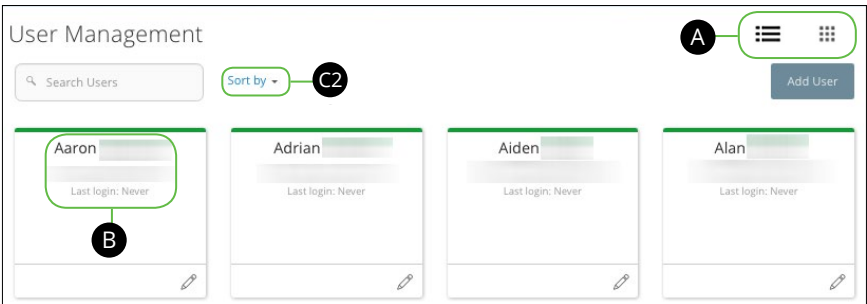 User Management
A
Search Users
Sort by
C2
Add User
Aaron
Adrian
Aiden
Alan
Last login: Never
Last login: Never
Last login: Never
Last login: Never
B